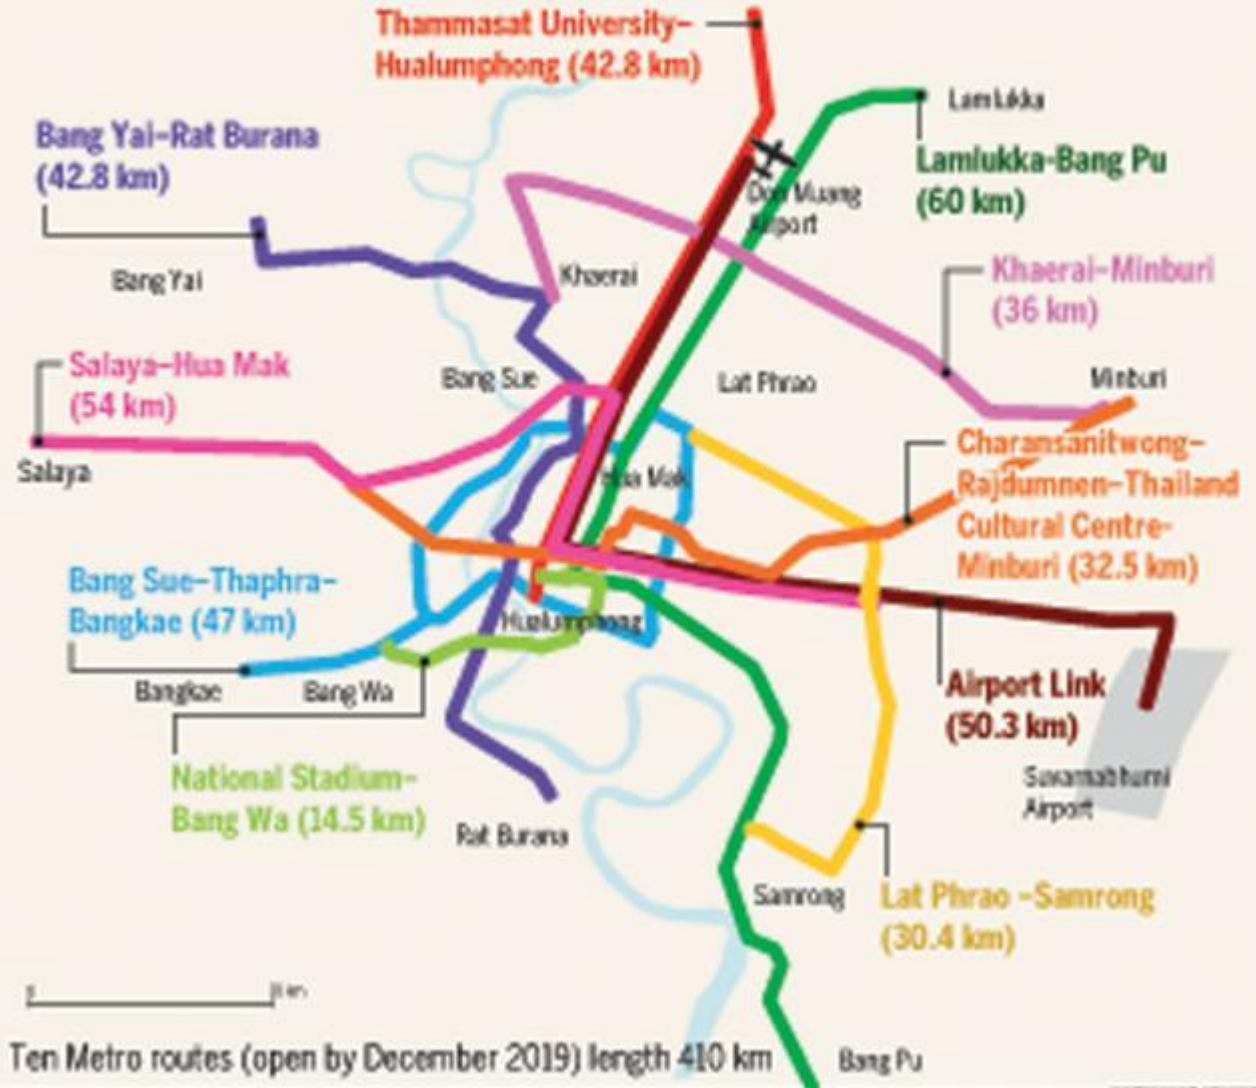 Thammasat University–
Hualumphong (42.8 km)
Lamlukka
Bang Yai–Rat Burana
(42.8 km)
Lamlukka-Bang Pu
(60 km)
Don Muang
Airport
Bang Yai
Khaerai
Khaerai–Minburi
(36 km)
Salaya–Hua Mak
(54 km)
Bang Sue
Lat Phrao
Minburi
Salaya
Hua Mak
Charansanitwong–
Rajdumnen–Thailand
Cultural Centre-
Minburi (32.5 km)
Bang Sue–Thaphra–
Bangkae (47 km)
Hualumphong
Bangkae
Bang Wa
Airport Link
(50.3 km)
National Stadium–
Bang Wa (14.5 km)
Suvarnabhumi
Airport
Rat Burana
Samrong
Lat Phrao –Samrong
(30.4 km)
km
Ten Metro routes (open by December 2019) length 410 km
Bang Pu